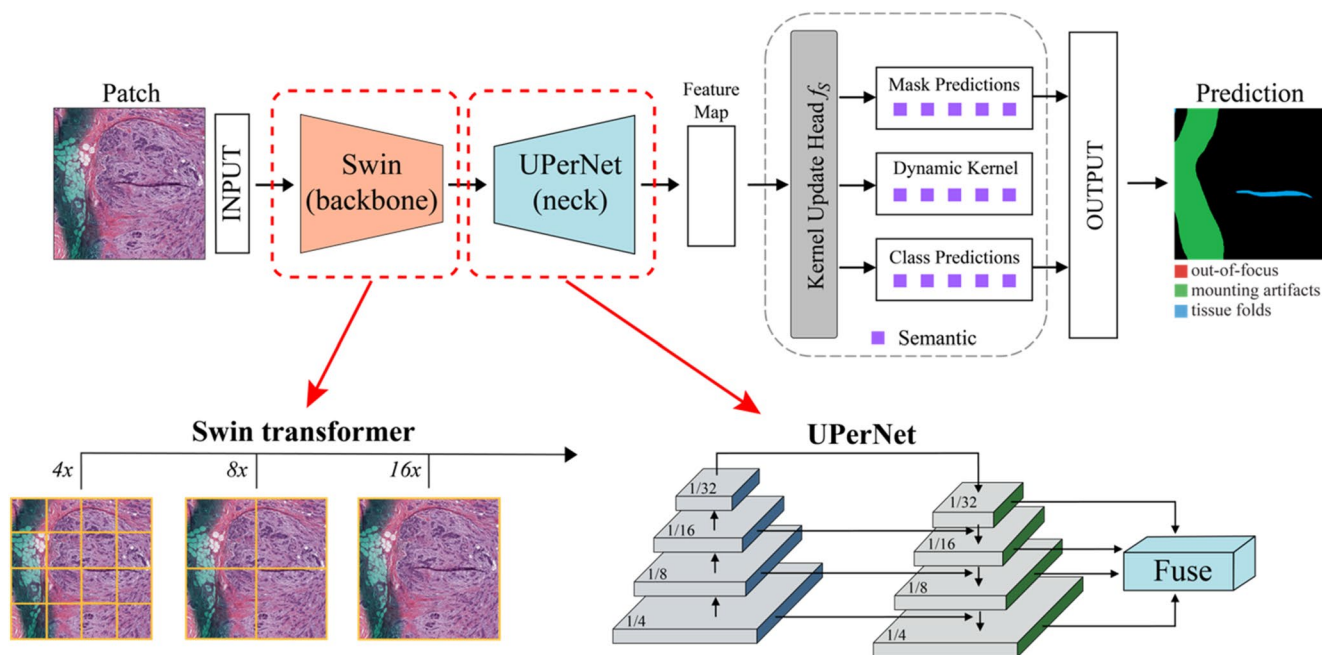 Patch
INPUT
Swin
(backbone)
UPerNet
(neck)
Feature
Map
Kernel Update Head fS
Mask Predictions
Dynamic Kernel
Class Predictions
Semantic
OUTPUT
Prediction
out-of-focus
mounting artifacts
tissue folds
Swin transformer
4x
8x
16x
UPerNet
1/32
1/16
1/8
1/4
1/32
1/16
1/8
1/4
Fuse